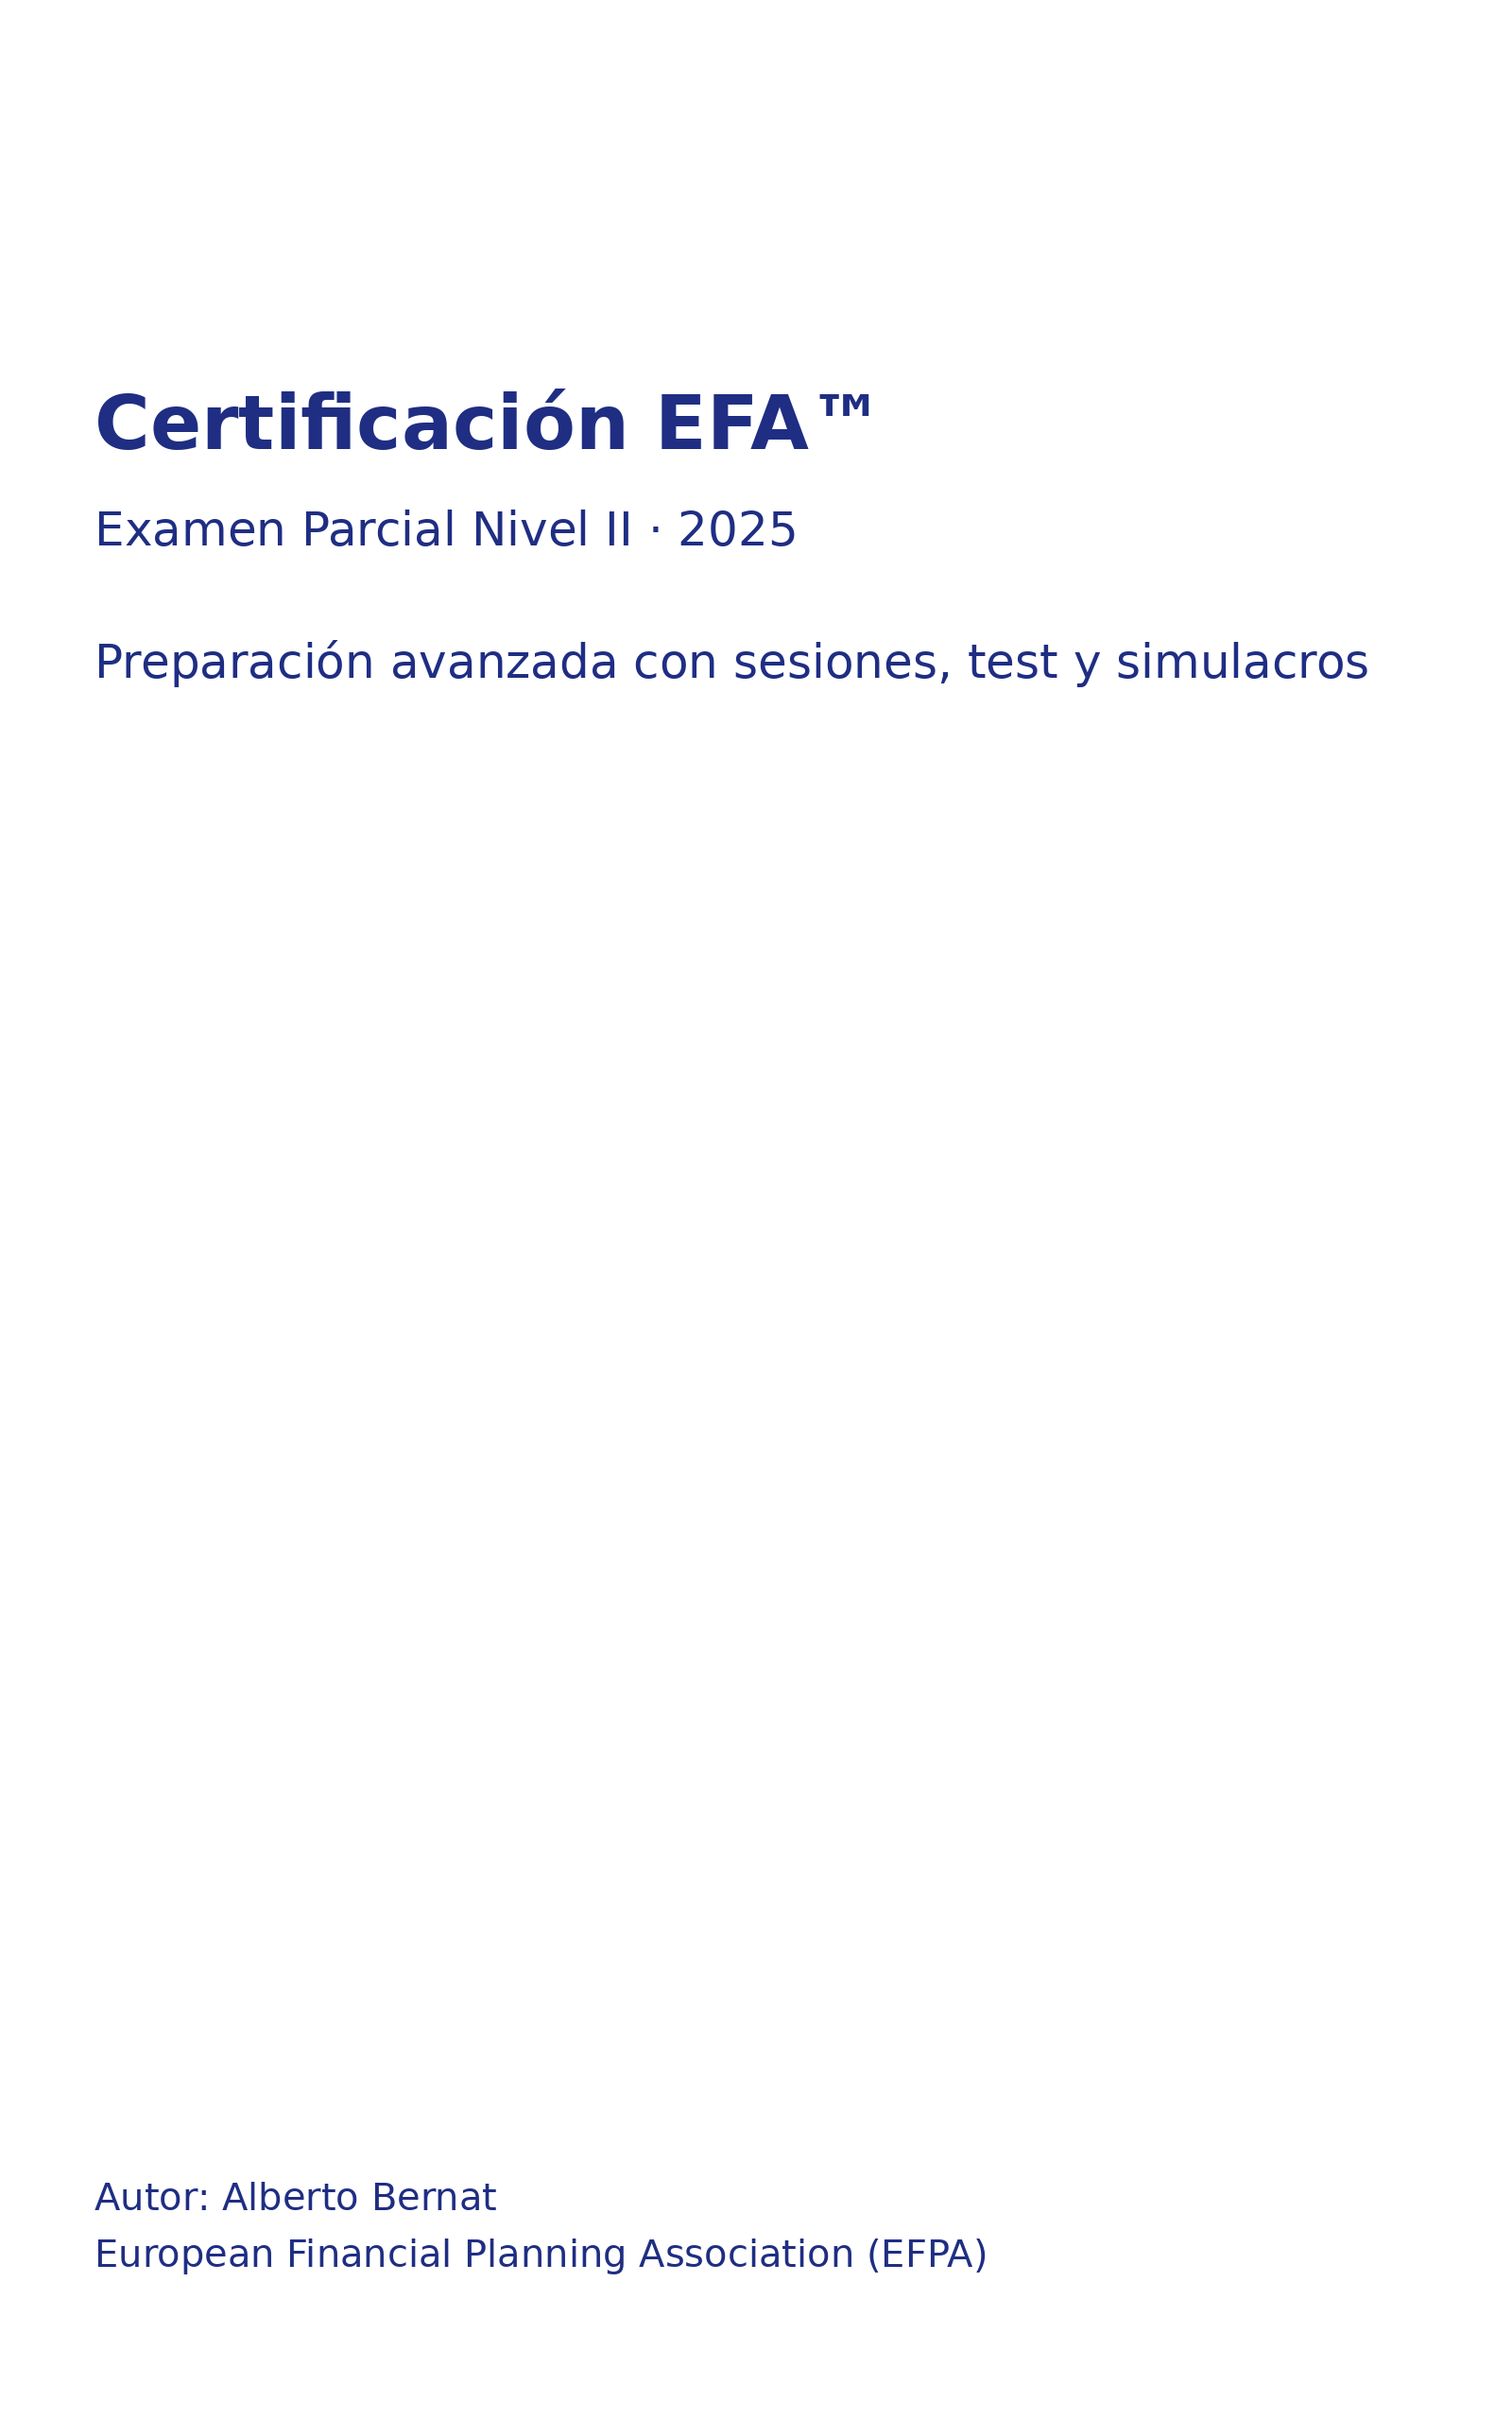 Certificación EFA™
Examen Parcial Nivel II · 2025
Preparación avanzada con sesiones, test y simulacros
Autor: Alberto Bernat
European Financial Planning Association (EFPA)